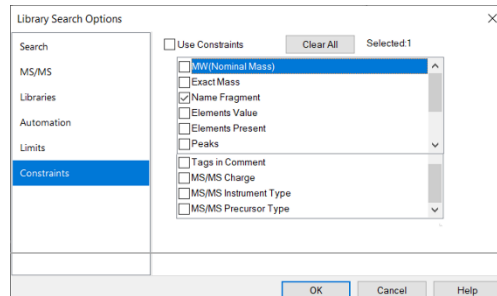 Library Search Options
Search
MS/MS
Libraries
Automation
Limits
Constraints
Use Constraints
Clear All
Selected:1
MW(Nominal Mass)
Exact Mass
Name Fragment
Elements Value
Elements Present
Peaks
Tags in Comment
MS/MS Charge
MS/MS Instrument Type
MS/MS Precursor Type
OK
Cancel
Help